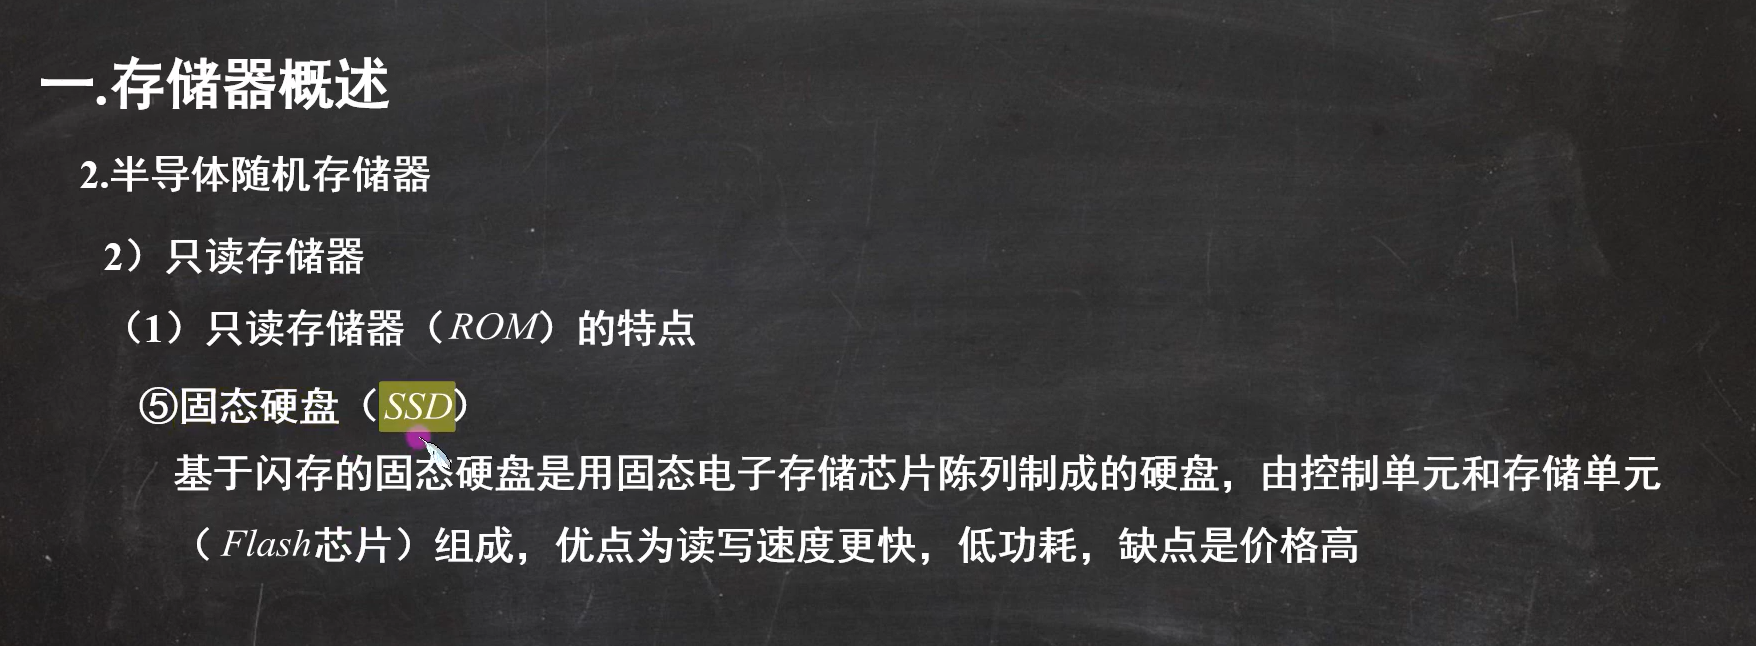 一.存储器概述
2.半导体随机存储器
2）只读存储器
（1）只读存储器（ROM）的特点
⑤固态硬盘（SSD）
基于闪存的固态硬盘是用固态电子存储芯片陈列制成的硬盘，由控制单元和存储单元
（Flash芯片）组成，优点为读写速度更快，低功耗，缺点是价格高